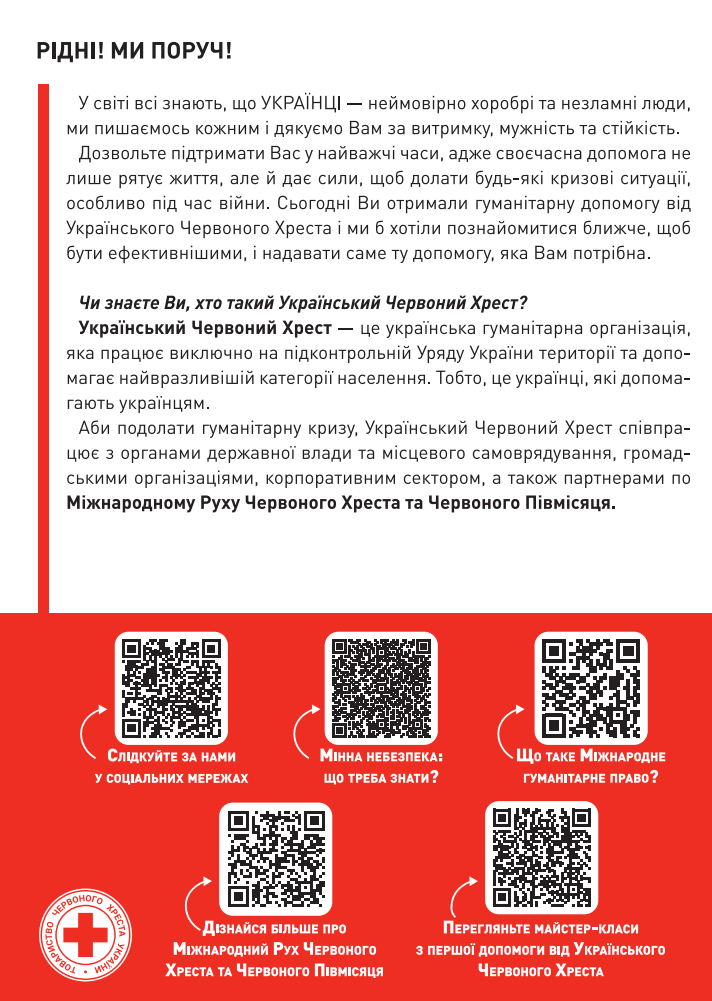 РІДНІ! МИ ПОРУЧ!
У світі всі знають, що УКРАЇНЦІ — неймовірно хоробрі та незламні люди,
ми пишаємось кожним і дякуємо Вам за витримку, мужність та стійкість.
Дозвольте підтримати Вас у найважчі часи, адже своєчасна допомога не
лише рятує життя, але й дає сили, щоб долати будь-які кризові ситуації,
особливо під час війни. Сьогодні Ви отримали гуманітарну допомогу від
Українського Червоного Хреста і ми б хотіли познайомитися ближче, щоб
бути ефективнішими, і надавати саме ту допомогу, яка Вам потрібна.
Чи знаєте Ви, хто такий Український Червоний Хрест?
Український Червоний Хрест — це українська гуманітарна організація,
яка працює виключно на підконтрольній Уряду України території та допо-
магає найвразливішій категорії населення. Тобто, це українці, які допома-
гають українцям.
Аби подолати гуманітарну кризу, Український Червоний Хрест співпра-
цює з органами державної влади та місцевого самоврядування, громад-
ськими організаціями, корпоративним сектором, а також партнерами по
Міжнародному Руху Червоного Хреста та Червоного Півмісяця.
Слідкуйте за нами
у соціальних мережах
Мінна небезпека:
що треба знати?
Що таке Міжнародне
гуманітарне право?
Дізнайся більше про
Міжнародний Рух Червоного
Хреста та Червоного Півмісяця
Перегляньте майстер-класи
з першої допомоги від Українського
Червоного Хреста
ТОВАРИСТВО ЧЕРВОНОГО ХРЕСТА УКРАЇНИ